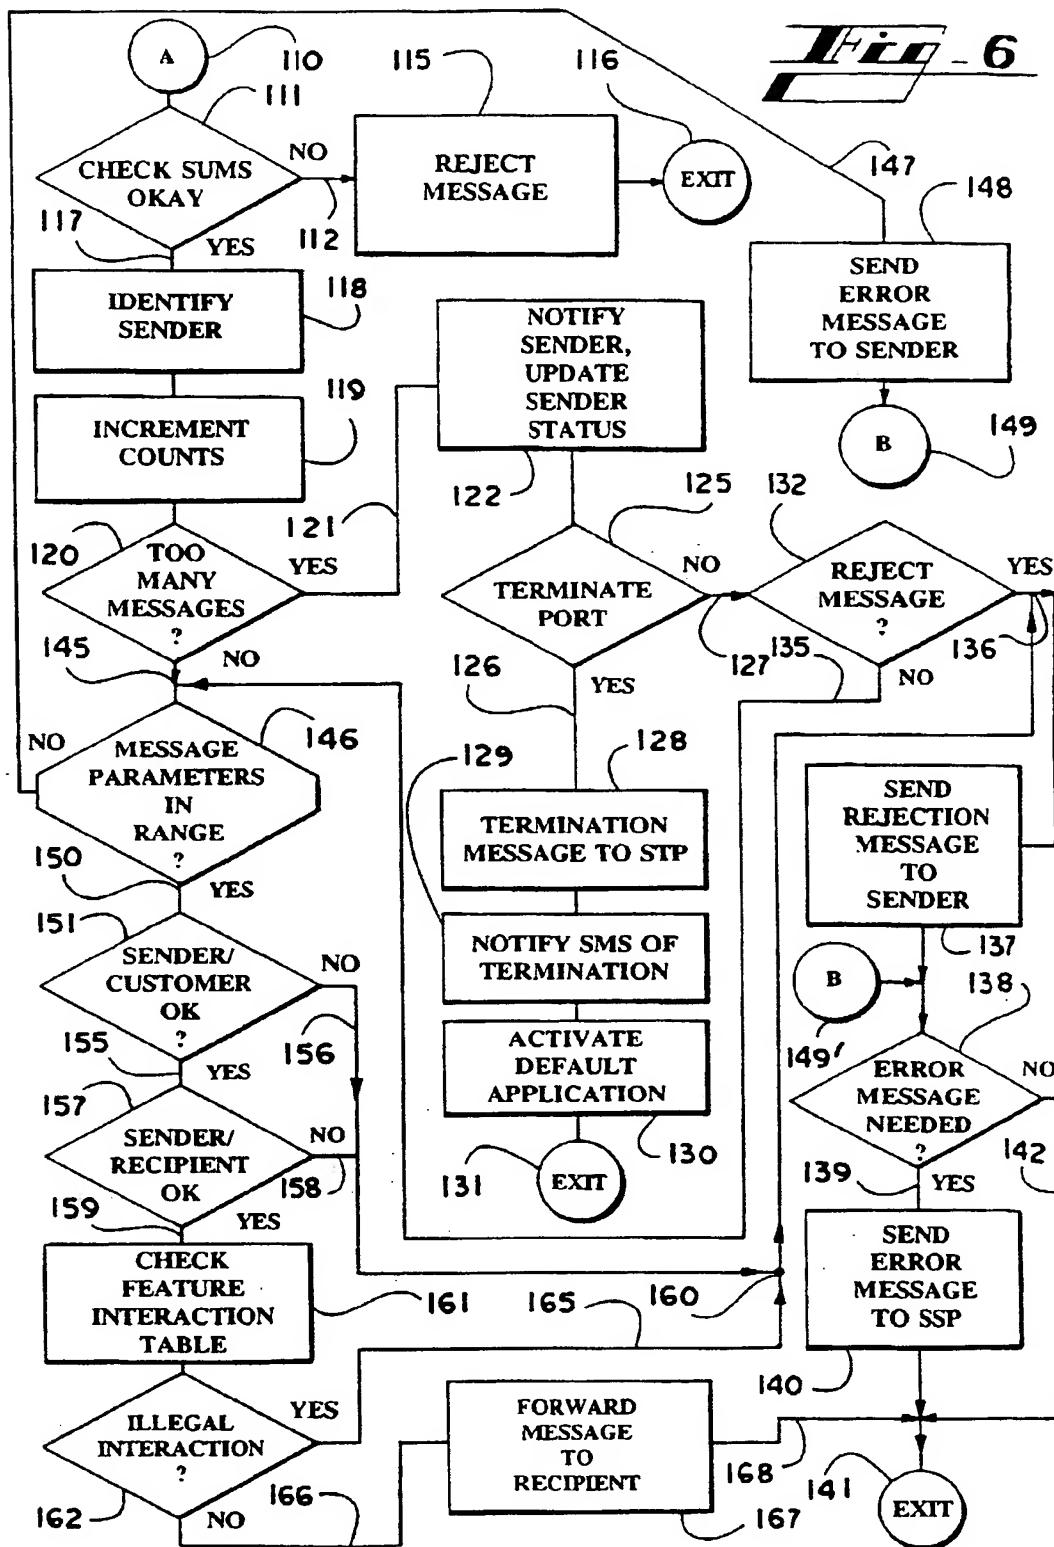 Fig - 6
A
110
111
CHECK SUMS
OKAY
NO
112
115
REJECT
MESSAGE
116
EXIT
117
YES
IDENTIFY
SENDER
118
INCREMENT
COUNTS
119
120
TOO
MANY
MESSAGES
?
YES
121
NOTIFY
SENDER,
UPDATE
SENDER
STATUS
122
147
148
SEND
ERROR
MESSAGE
TO SENDER
B
149
125
TERMINATE
PORT
NO
127
132
REJECT
MESSAGE
?
YES
136
135
NO
126
YES
145
NO
NO
MESSAGE
PARAMETERS
IN
RANGE
?
146
129
128
TERMINATION
MESSAGE TO STP
NOTIFY SMS OF
TERMINATION
ACTIVATE
DEFAULT
APPLICATION
130
131
EXIT
SEND
REJECTION
MESSAGE
TO
SENDER
137
B
149'
138
ERROR
MESSAGE
NEEDED
?
NO
142
139
YES
SEND
ERROR
MESSAGE
TO SSP
140
150
YES
151
SENDER/
CUSTOMER
OK
?
NO
156
155
YES
157
SENDER/
RECIPIENT
OK
NO
158
159
YES
CHECK
FEATURE
INTERACTION
TABLE
161
165
160
ILLEGAL
INTERACTION
?
YES
162
NO
166
FORWARD
MESSAGE
TO
RECIPIENT
167
168
141
EXIT